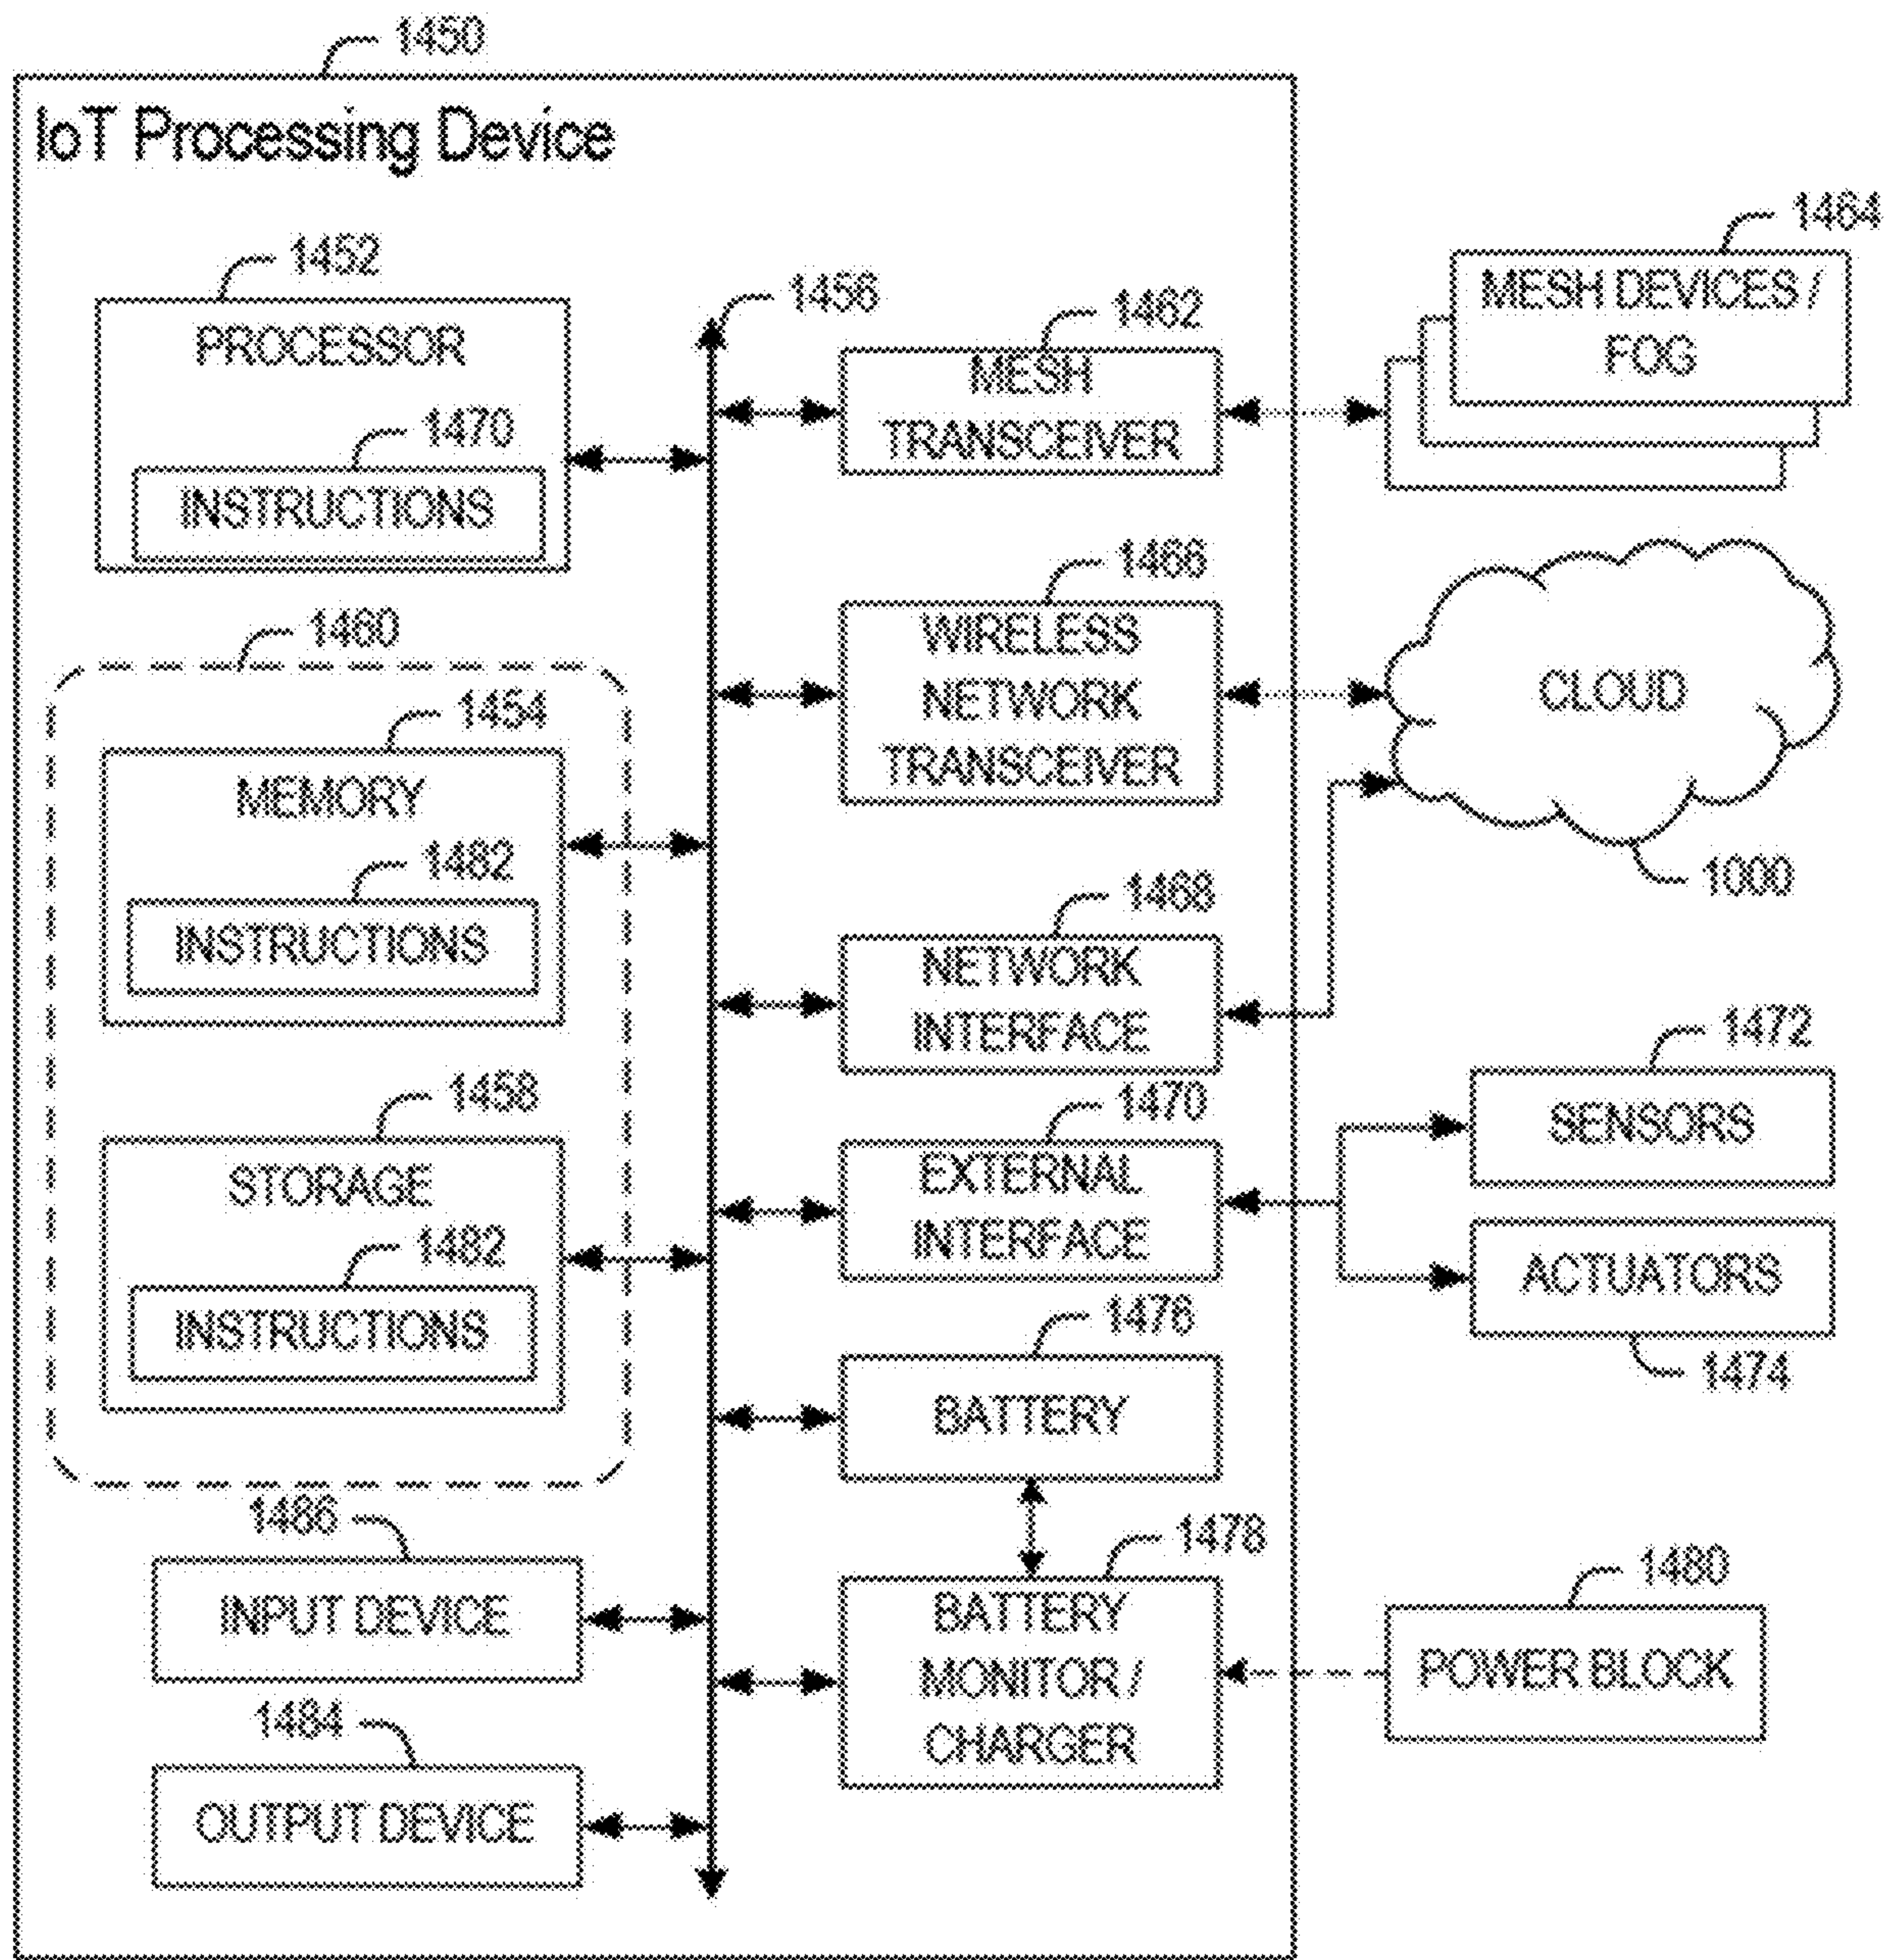 1450
IoT Processing Device
1452
PROCESSOR
1470
INSTRUCTIONS
1460
1454
MEMORY
1482
INSTRUCTIONS
1458
STORAGE
1482
INSTRUCTIONS
1486
INPUT DEVICE
1484
OUTPUT DEVICE
1456
1462
MESH
TRANSCEIVER
1466
WIRELESS
NETWORK
TRANSCEIVER
1468
NETWORK
INTERFACE
1470
EXTERNAL
INTERFACE
1476
BATTERY
1478
BATTERY
MONITOR /
CHARGER
1464
MESH DEVICES /
FOG
CLOUD
1000
1472
SENSORS
ACTUATORS
1474
1480
POWER BLOCK